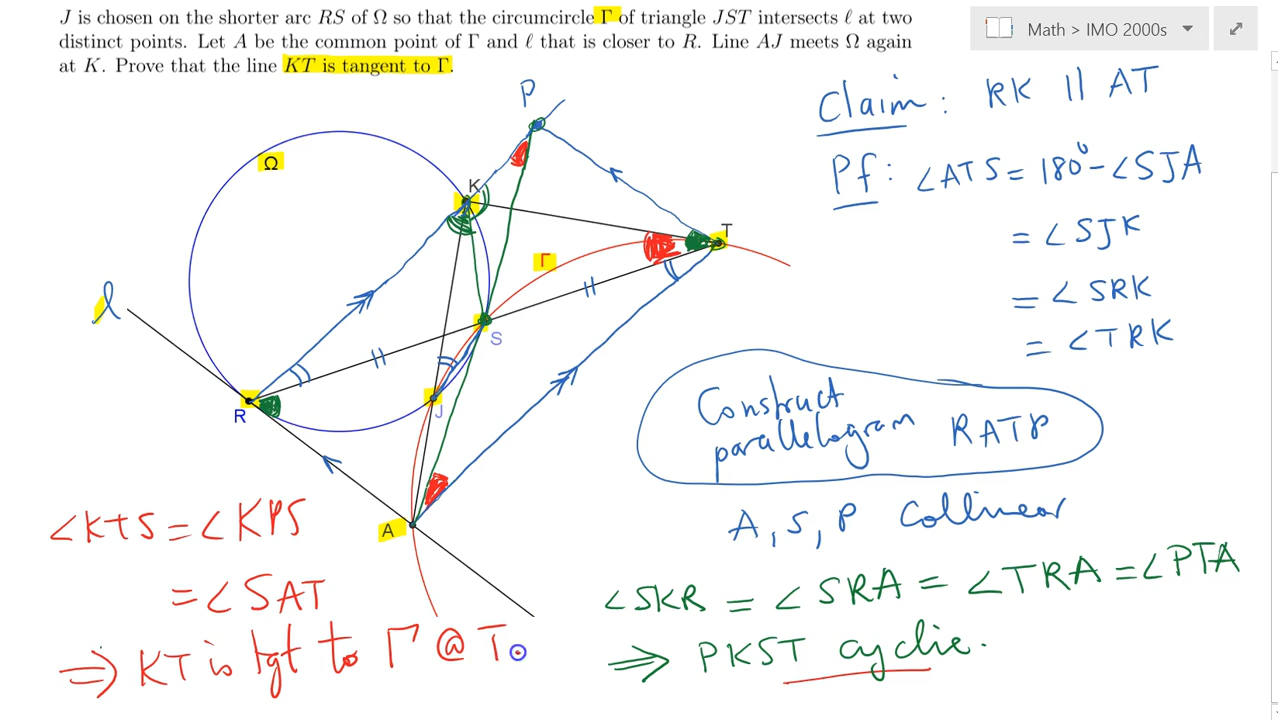 J is chosen on the shorter arc RS of Ω so that the circumcircle Γ of triangle JST intersects ℓ at two
distinct points. Let A be the common point of Γ and ℓ that is closer to R. Line AJ meets Ω again
at K. Prove that the line KT is tangent to Γ.
Math > IMO 2000s
P
Claim: RK || AT
Ω
Pf: ∠ATS = 180° - ∠SJA
K
T
= ∠SJK
Γ
ℓ
= ∠SRK
S
= ∠TRK
R
J
Construct
parallelogram RATP
A
A, S, P Collinear
∠KTS = ∠KPS
= ∠SAT
⇒ KT is tgt to Γ @ T.
∠SKR = ∠SRA = ∠TRA = ∠PTA
⇒ PKST cyclic.